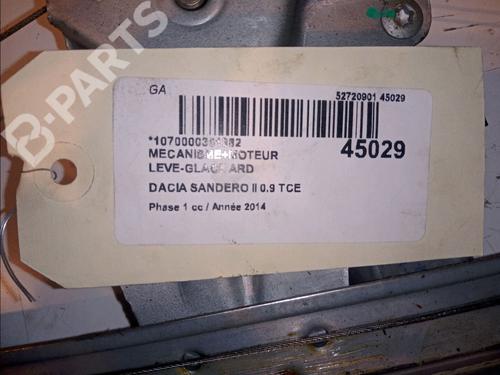 B-PARTS
GA
52720901 45029
45029
MECANISME+MOTEUR
DACIA SANDERO II 0.9 TCE
Phase 1 cc / Année 2014